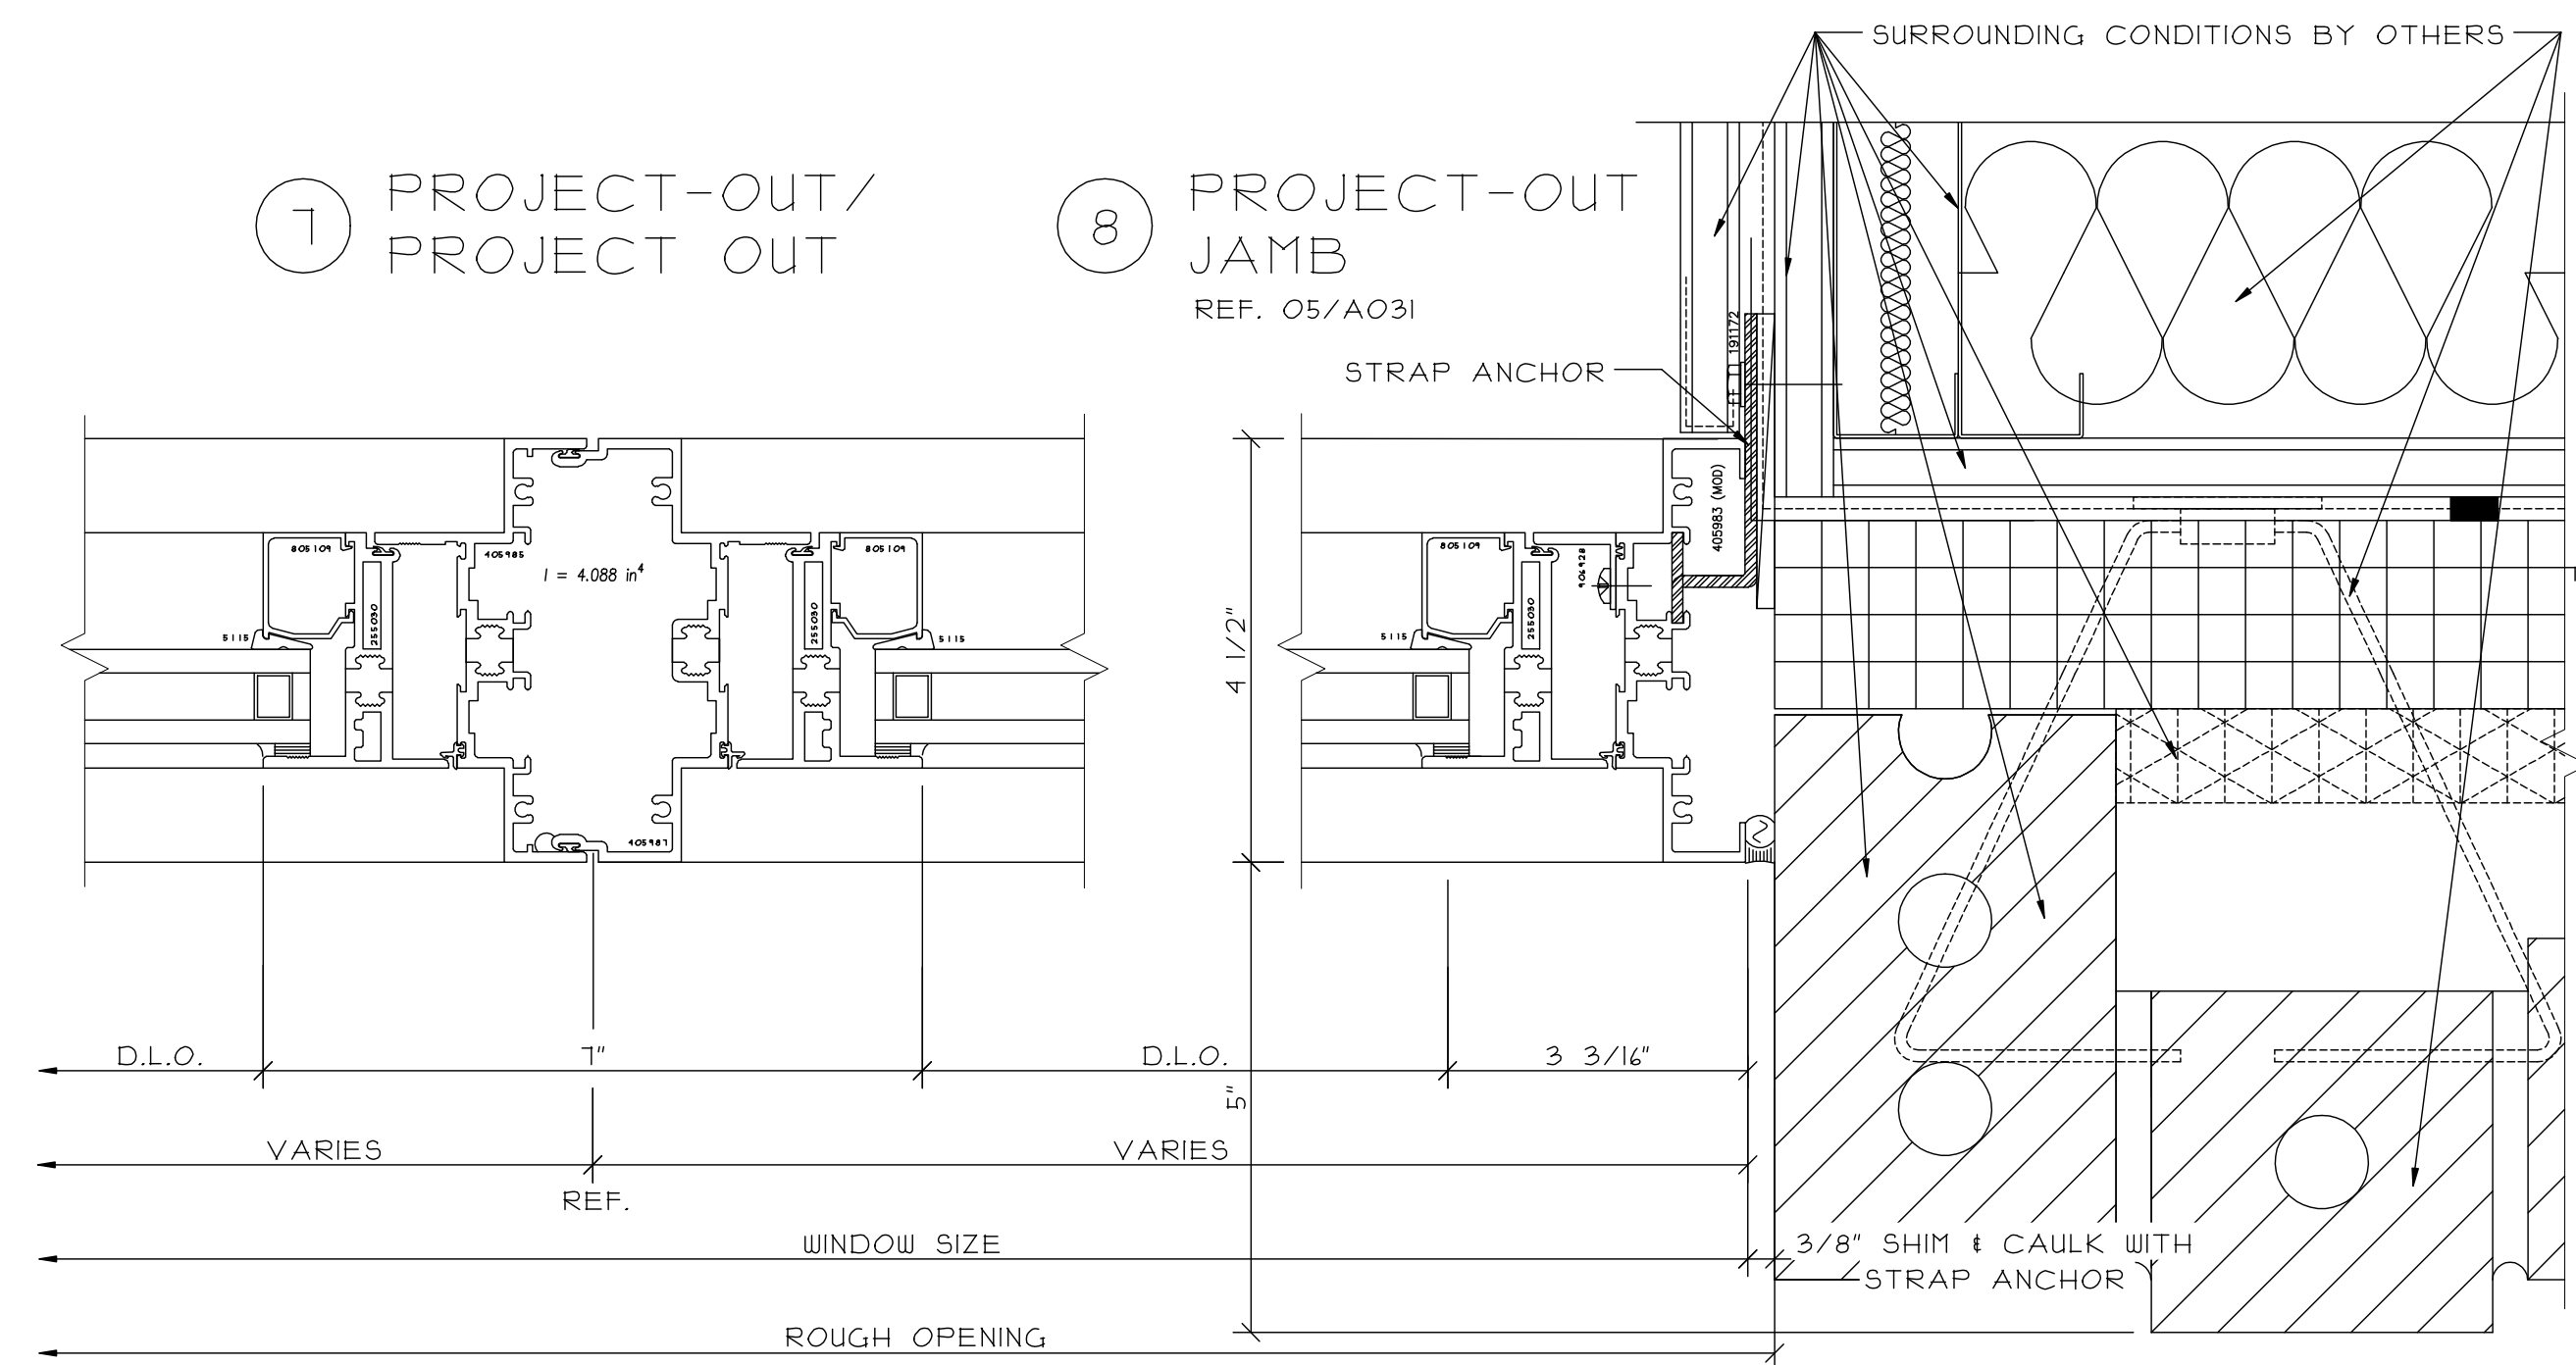 SURROUNDING CONDITIONS BY OTHERS
7
PROJECT-OUT/
PROJECT OUT
8
PROJECT-OUT
JAMB
REF. 05/A031
STRAP ANCHOR
191172
405983 (MOD)
805109
405985
I = 4.088 in⁴
805109
255030
255030
5115
5115
405987
805109
906928
255030
5115
4 1/2"
D.L.O.
7"
D.L.O.
3 3/16"
5"
VARIES
VARIES
REF.
WINDOW SIZE
3/8" SHIM & CAULK WITH
STRAP ANCHOR
ROUGH OPENING